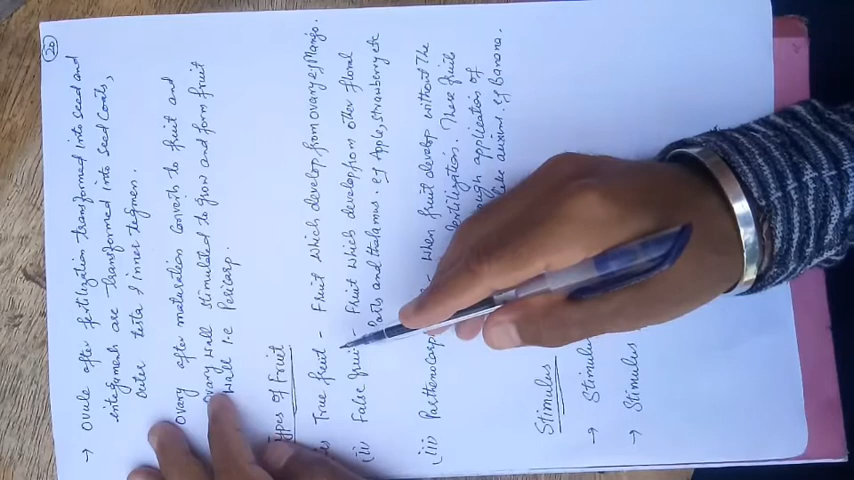 20
→ Ovule after fertilization transformed into seed and
integuments are transformed into seed coats,
outer testa & inner tegmen.
Ovary after maturation converts to fruit and
ovary wall stimulated to grow and form fruit
wall i.e Pericarp.
Types of Fruit
True fruit - Fruit which develop from ovary eg Mango.
(ii) False fruit - Fruit which develop from other floral
parts and thalamus. eg Apple, strawberry etc
(iii) Parthenocarp - When fruit develop without the
fertilizations. These fruit
application of
like auxins. eg banana.
Stimulus
→ Stimulu
→ Stimulus